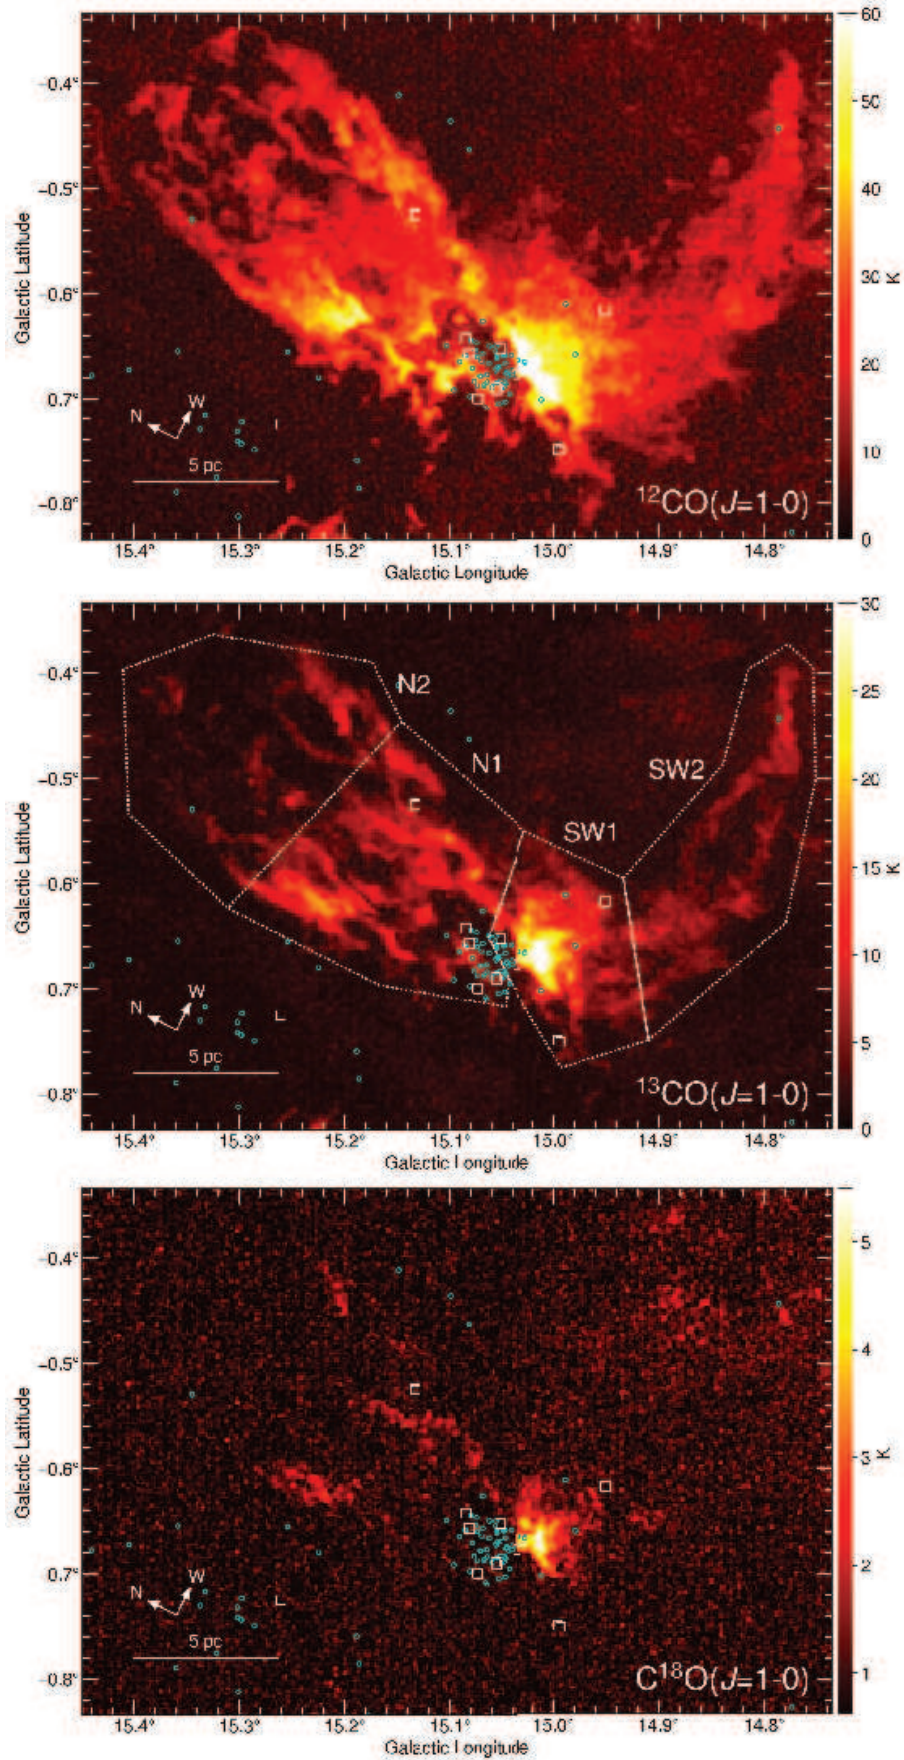 60
−0.4°
50
−0.5°
40
Galactic Latitude
K
30
−0.6°
20
−0.7°
N W
10
5 pc
−0.8°
¹²CO(J=1-0)
0
15.4° 15.3° 15.2° 15.1° 15.0° 14.9° 14.8°
Galactic Longitude
30
−0.4°
N2
25
N1
−0.5°
SW2
20
SW1
Galactic Latitude
K
15
−0.6°
10
−0.7°
N W
5
5 pc
−0.8°
¹³CO(J=1-0)
0
15.4° 15.3° 15.2° 15.1° 15.0° 14.9° 14.8°
Galactic Longitude
5
−0.4°
4
−0.5°
Galactic Latitude
3 K
−0.6°
2
−0.7°
N W
5 pc
1
−0.8°
C¹⁸O(J=1-0)
15.4° 15.3° 15.2° 15.1° 15.0° 14.9° 14.8°
Galactic Longitude